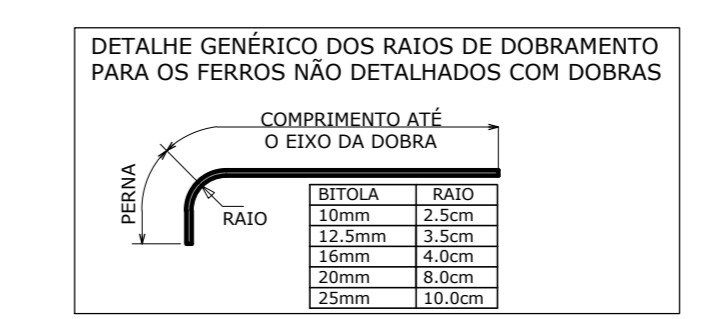 DETALHE GENÉRICO DOS RAIOS DE DOBRAMENTO
PARA OS FERROS NÃO DETALHADOS COM DOBRAS
COMPRIMENTO ATÉ
O EIXO DA DOBRA
PERNA
RAIO
BITOLA RAIO
10mm 2.5cm
12.5mm 3.5cm
16mm 4.0cm
20mm 8.0cm
25mm 10.0cm